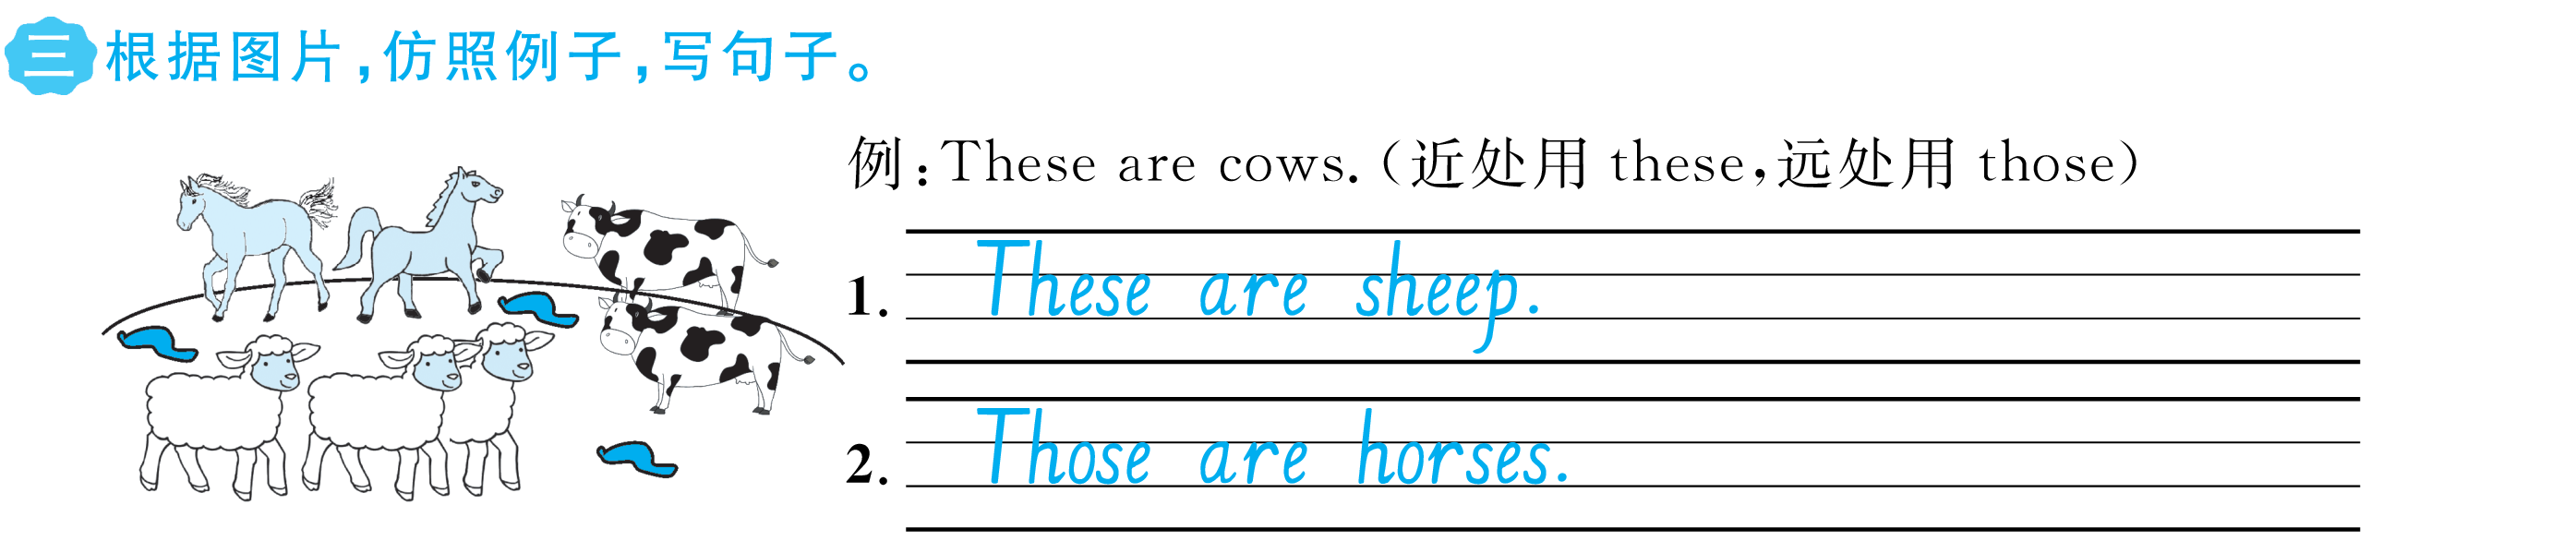 三 根据图片,仿照例子,写句子。
例:These are cows.(近处用 these,远处用 those)
1. These are sheep.
2. Those are horses.